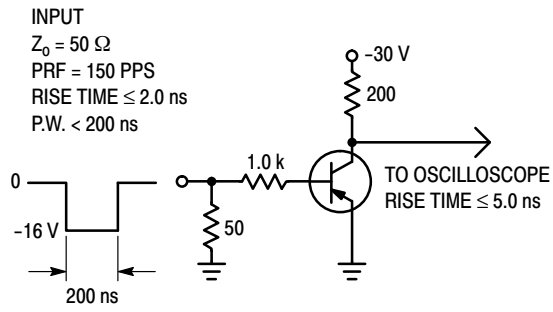 INPUT
Zo = 50 Ω
PRF = 150 PPS
RISE TIME ≤ 2.0 ns
P.W. < 200 ns
−30 V
200
1.0 k
TO OSCILLOSCOPE
RISE TIME ≤ 5.0 ns
0
50
−16 V
200 ns